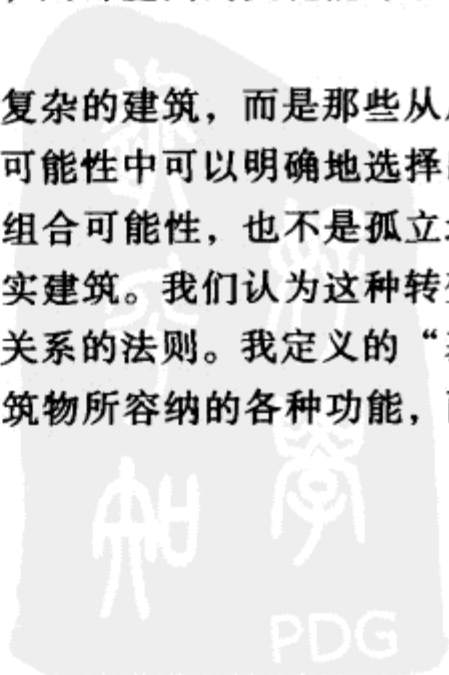 复杂的建筑，而是那些从
可能性中可以明确地选择
组合可能性，也不是孤立
实建筑。我们认为这种转
关系的法则。我定义的“
筑物所容纳的各种功能，
知
學
PDG